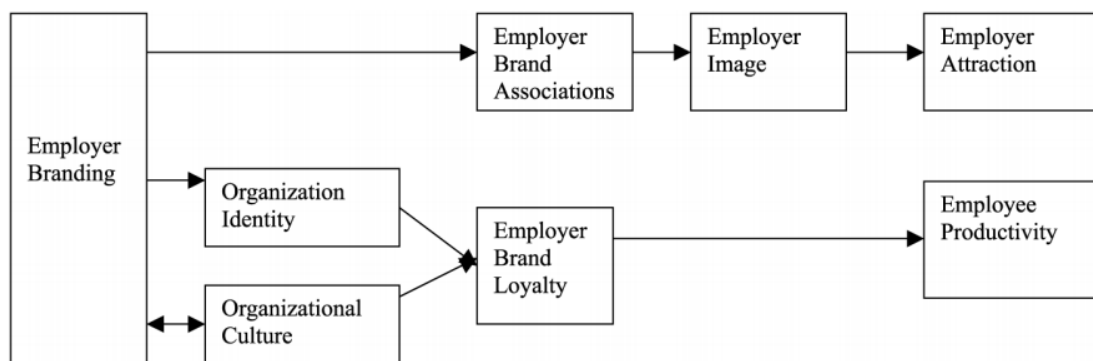 Employer
Brand
Associations
Employer
Image
Employer
Attraction
Employer
Branding
Organization
Identity
Employer
Brand
Loyalty
Employee
Productivity
Organizational
Culture